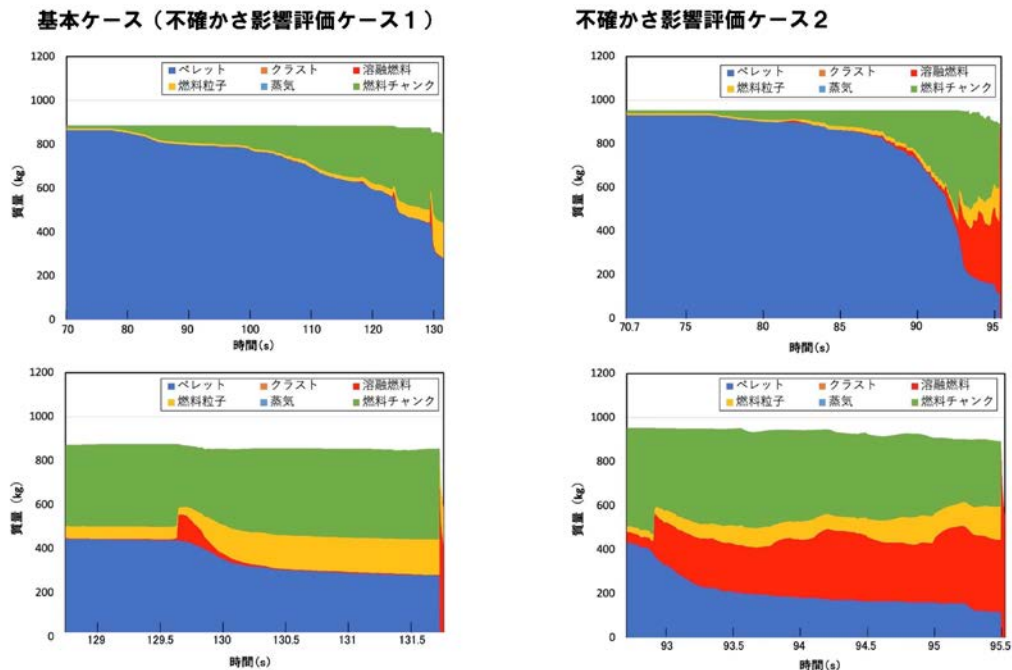 基本ケース（不確かさ影響評価ケース１）
1200
1000
800
600
400
200
0
質量（kg）
ペレット クラスト 溶融燃料
燃料粒子 蒸気 燃料チャンク
70 80 90 100 110 120 130
時間(s)
不確かさ影響評価ケース２
1200
1000
800
600
400
200
0
質量（kg）
ペレット クラスト 溶融燃料
燃料粒子 蒸気 燃料チャンク
70.7 75 80 85 90 95
時間(s)
1200
1000
800
600
400
200
0
質量（kg）
ペレット クラスト 溶融燃料
燃料粒子 蒸気 燃料チャンク
129 129.5 130 130.5 131 131.5
時間(s)
1200
1000
800
600
400
200
0
質量（kg）
ペレット クラスト 溶融燃料
燃料粒子 蒸気 燃料チャンク
93 93.5 94 94.5 95 95.5
時間(s)